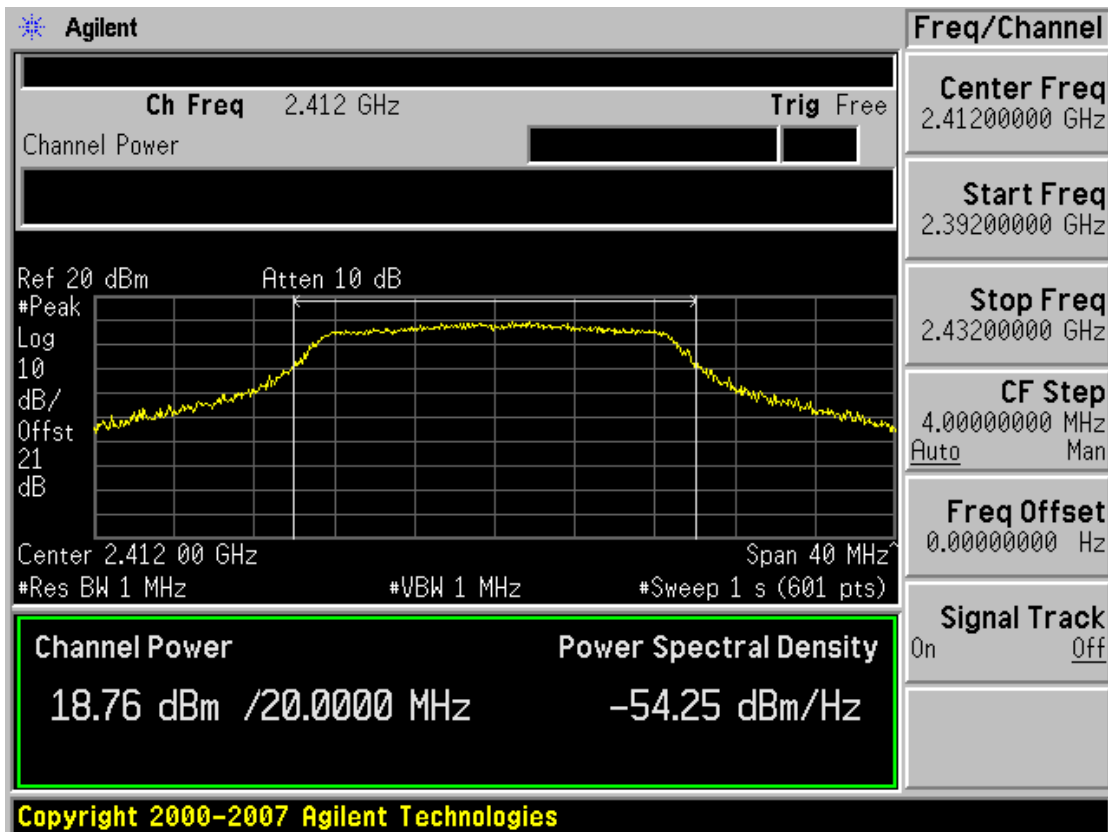 Agilent
Freq/Channel
Ch Freq 2.412 GHz Trig Free
Channel Power
Ref 20 dBm Atten 10 dB
#Peak
Log
10
dB/
Offst
21
dB
Center 2.412 00 GHz Span 40 MHz^
#Res BW 1 MHz #VBW 1 MHz #Sweep 1 s (601 pts)
Channel Power Power Spectral Density
18.76 dBm /20.0000 MHz -54.25 dBm/Hz
Copyright 2000-2007 Agilent Technologies
Center Freq
2.41200000 GHz
Start Freq
2.39200000 GHz
Stop Freq
2.43200000 GHz
CF Step
4.00000000 MHz
Auto Man
Freq Offset
0.00000000 Hz
Signal Track
On Off